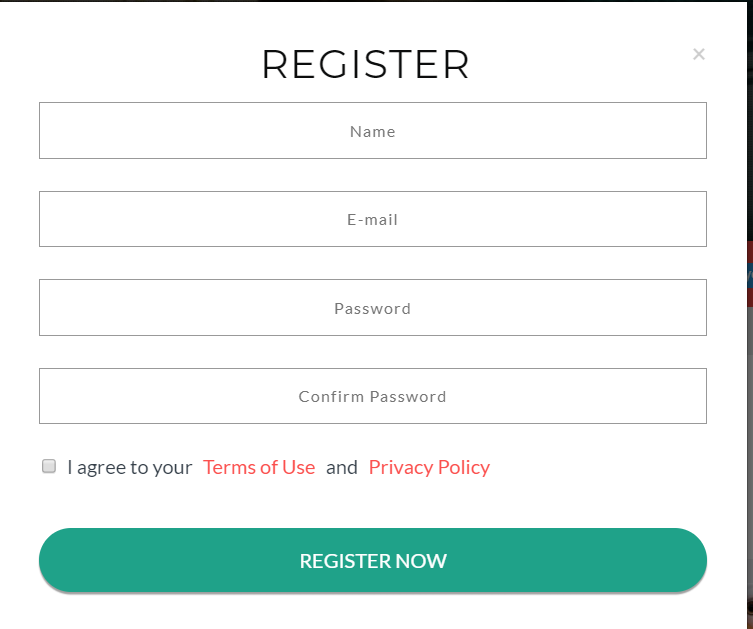 REGISTER
×
Name
E-mail
Password
Confirm Password
I agree to your Terms of Use and Privacy Policy
REGISTER NOW